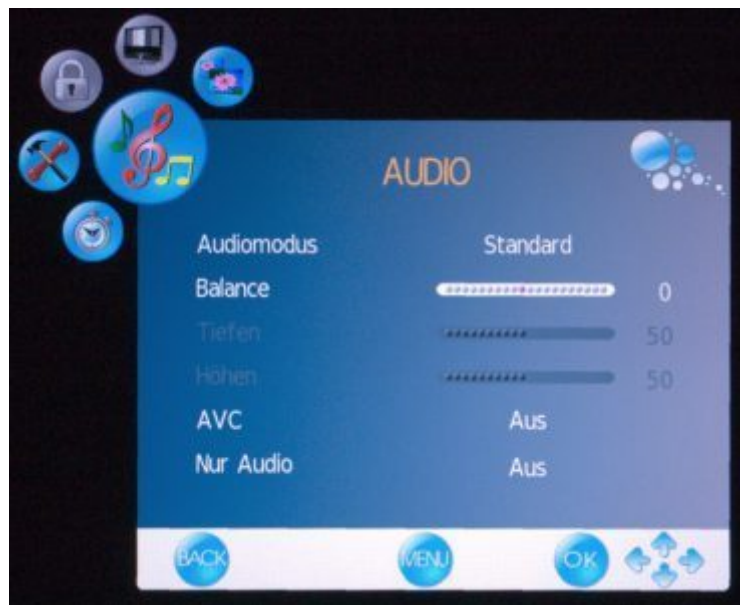 AUDIO
Audiomodus Standard
Balance 0
Tiefen 50
Höhen 50
AVC Aus
Nur Audio Aus
BACK MENU OK